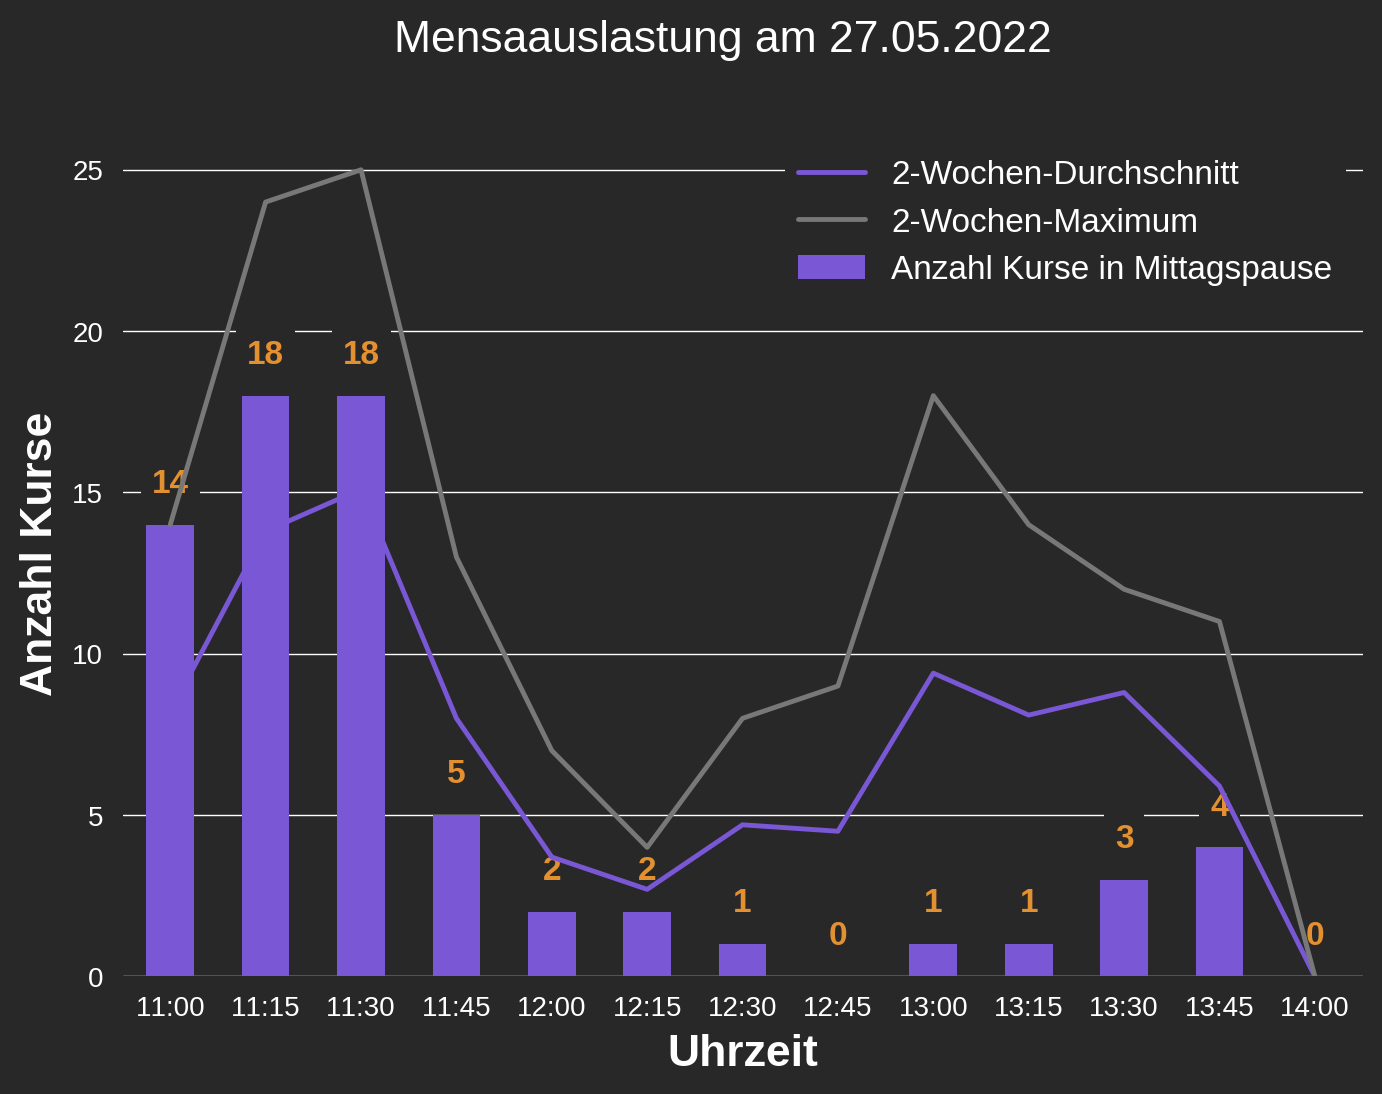 Mensaauslastung am 27.05.2022
2-Wochen-Durchschnitt
2-Wochen-Maximum
Anzahl Kurse in Mittagspause
Anzahl Kurse
25
20
15
10
5
0
14
18
18
5
2
2
1
0
1
1
3
4
0
11:00 11:15 11:30 11:45 12:00 12:15 12:30 12:45 13:00 13:15 13:30 13:45 14:00
Uhrzeit